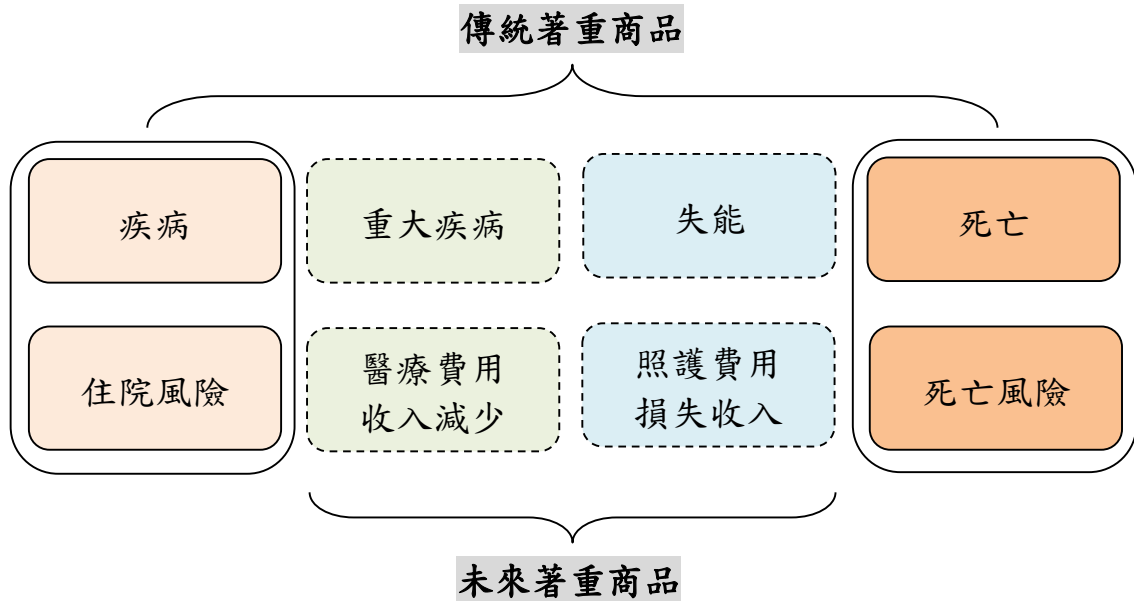 傳統著重商品
疾病
重大疾病
失能
死亡
住院風險
醫療費用
收入減少
照護費用
損失收入
死亡風險
未來著重商品